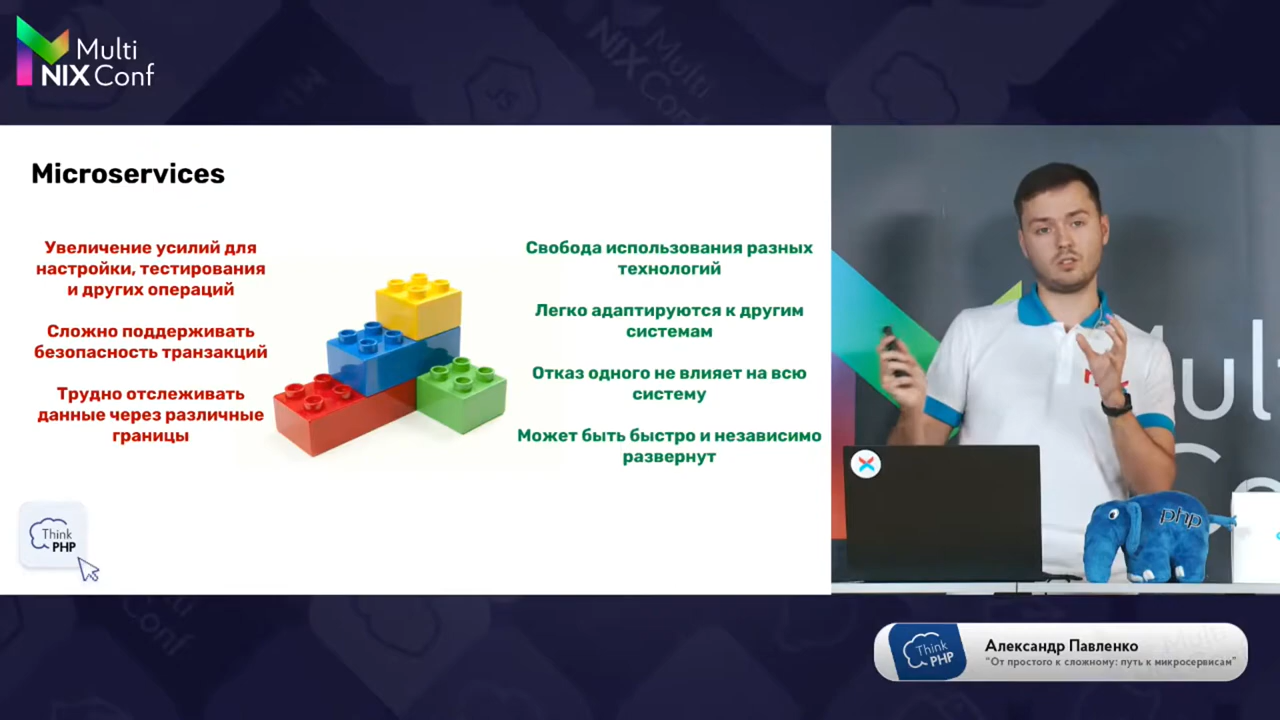 Multi
NIX Conf
Microservices
Увеличение усилий для
настройки, тестирования
и других операций
Сложно поддерживать
безопасность транзакций
Трудно отслеживать
данные через различные
границы
Свобода использования разных
технологий
Легко адаптируются к другим
системам
Отказ одного не влияет на всю
систему
Может быть быстро и независимо
развернут
Think
PHP
php
Think
PHP
Александр Павленко
"От простого к сложному: путь к микросервисам"